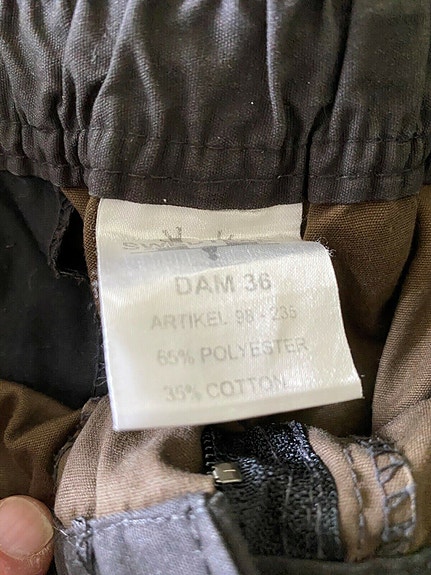 DAM 36
ARTIKEL 98 - 236
65% POLYESTER
35% COTTON